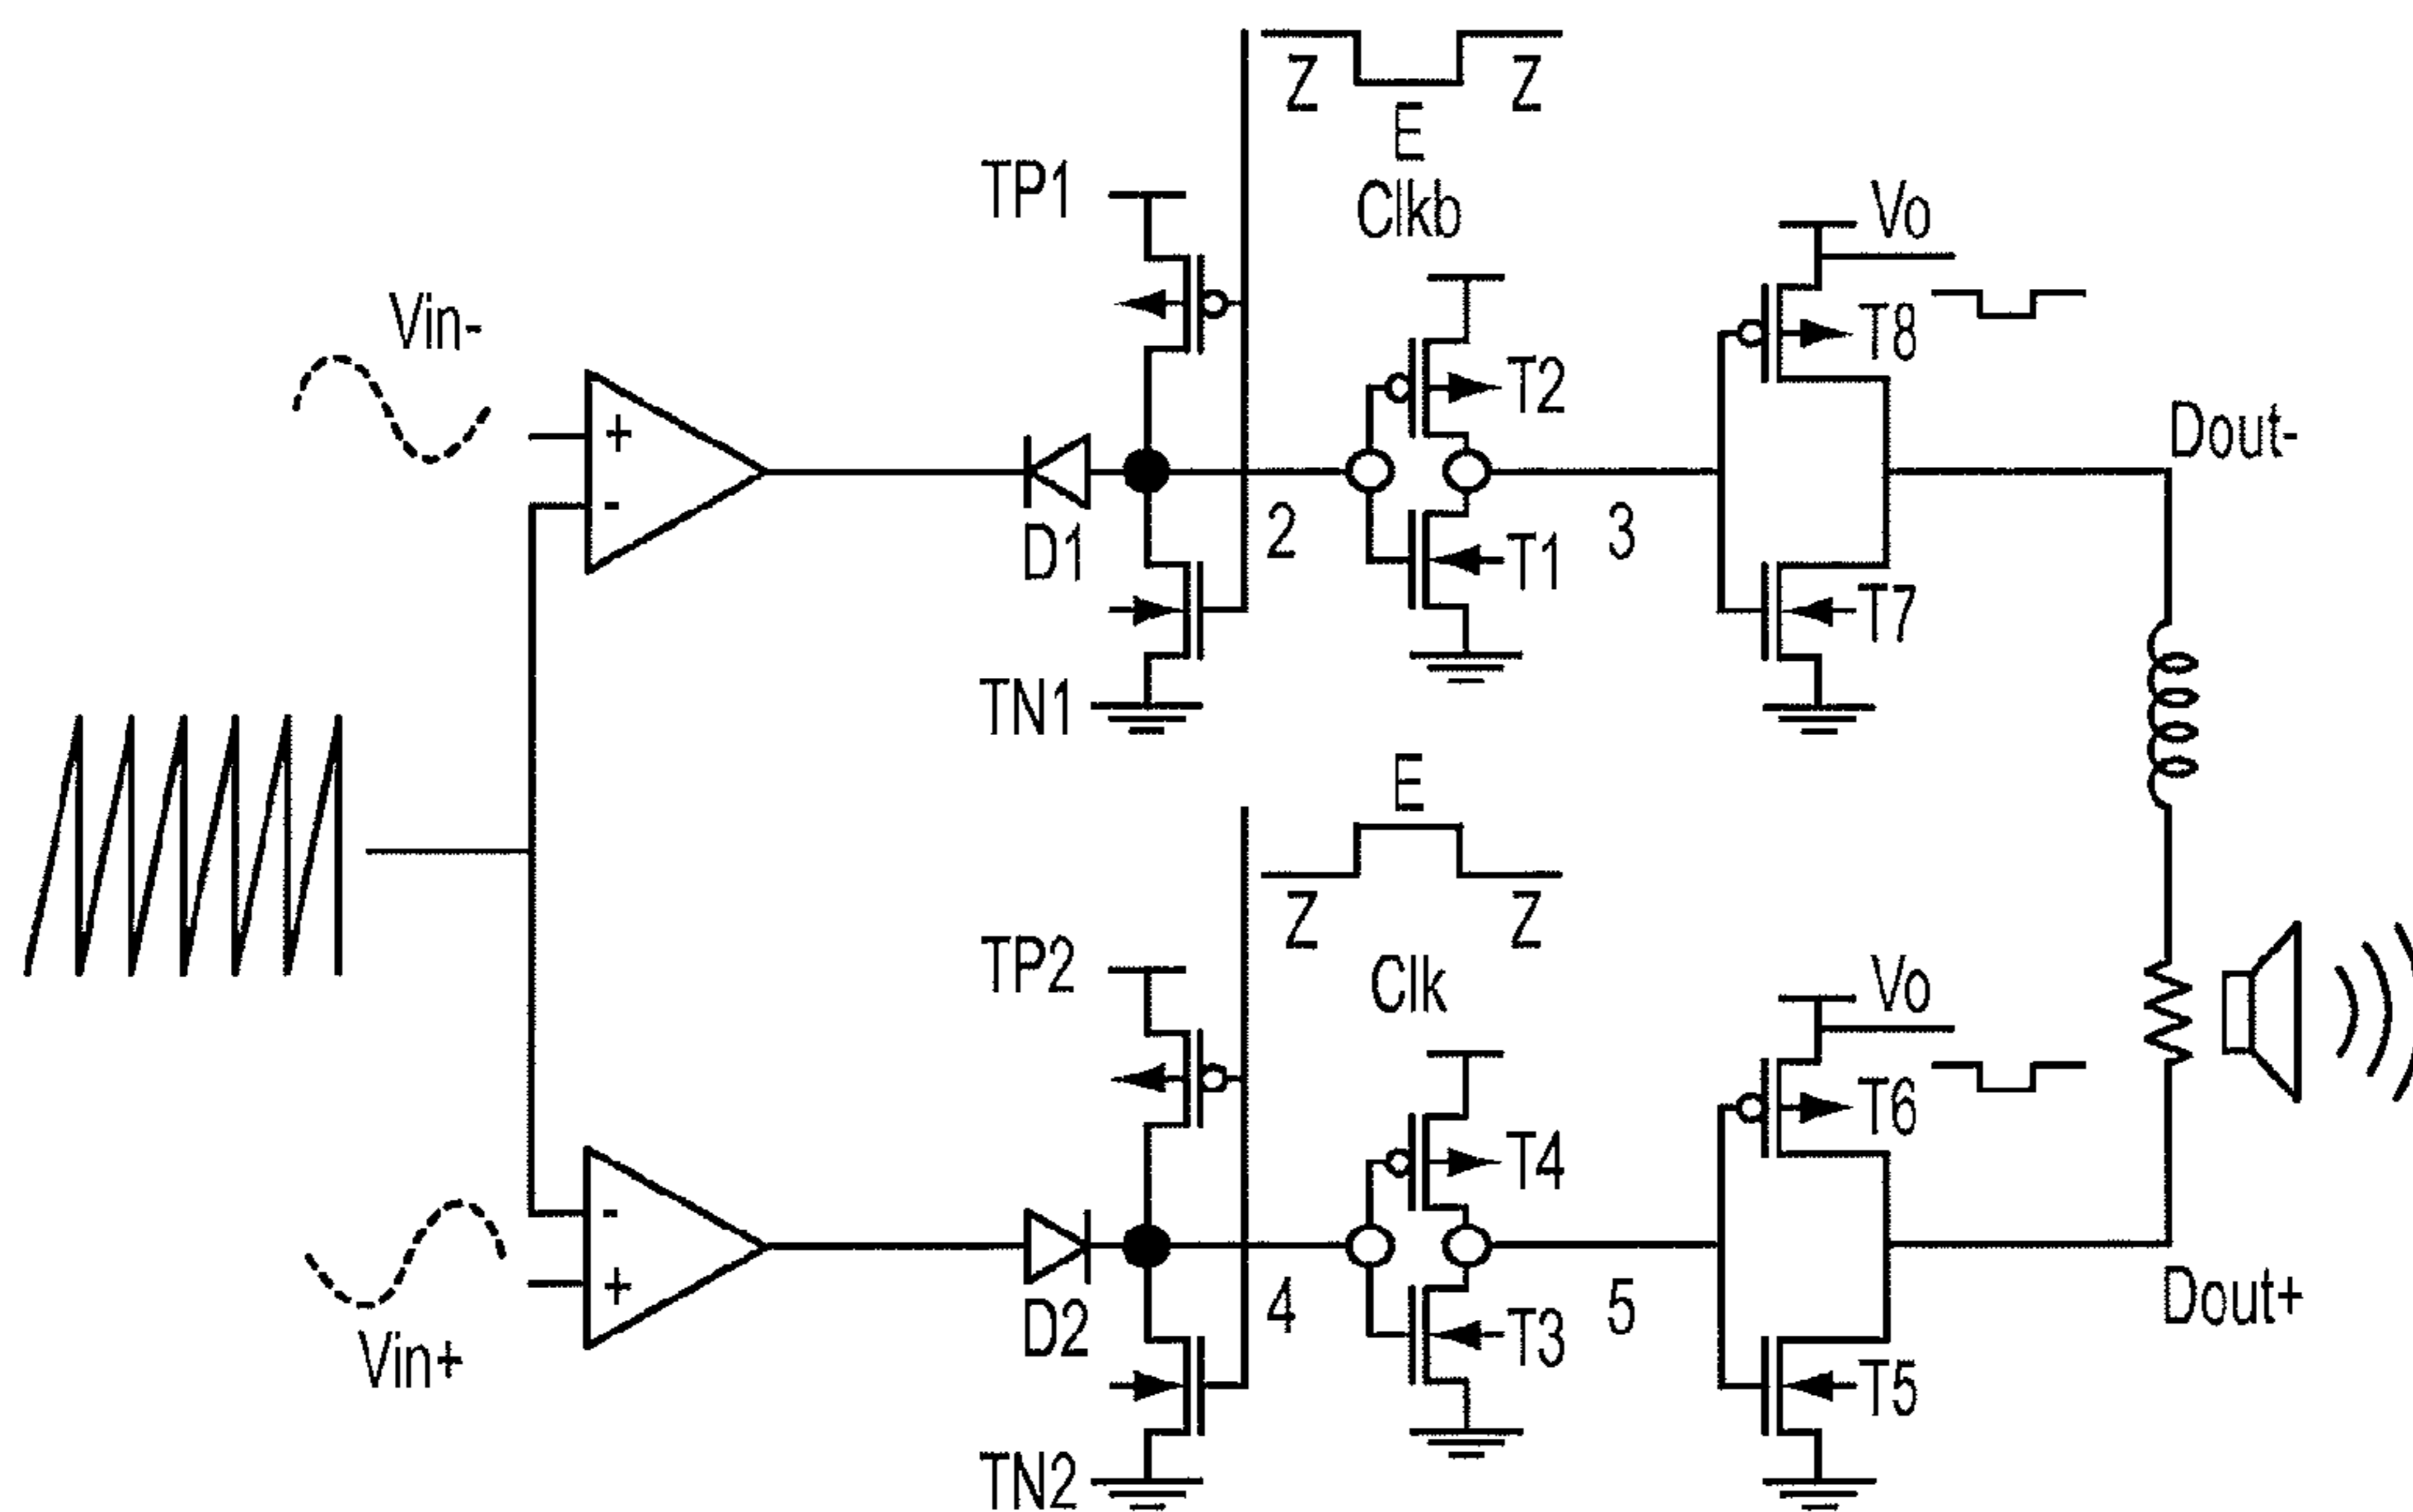 Z Z
E
Clkb
TP1
Vo
Vin-
T8
T2
Dout-
+
-
D1
2
T1
3
T7
TN1
E
Z Z
TP2
Clk
Vo
T6
T4
-
+
D2
4
T3
5
Dout+
Vin+
T5
TN2